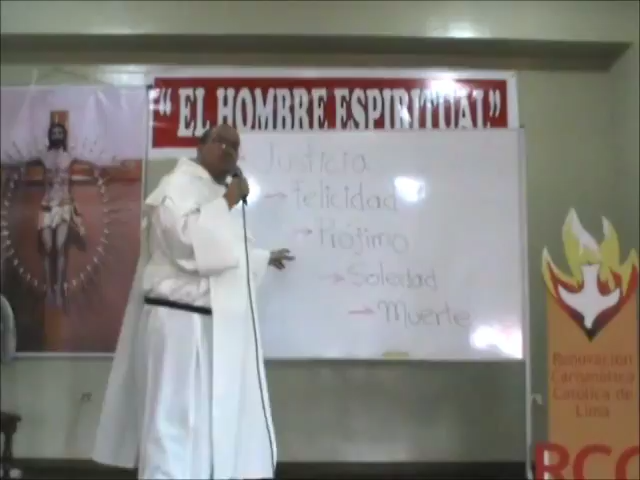 “EL HOMBRE ESPIRITUAL”
Justicia
→ Felicidad
→ Prójimo
→ Soledad
→ Muerte
Renovación
Carismática
Católica de
Lima
RCC